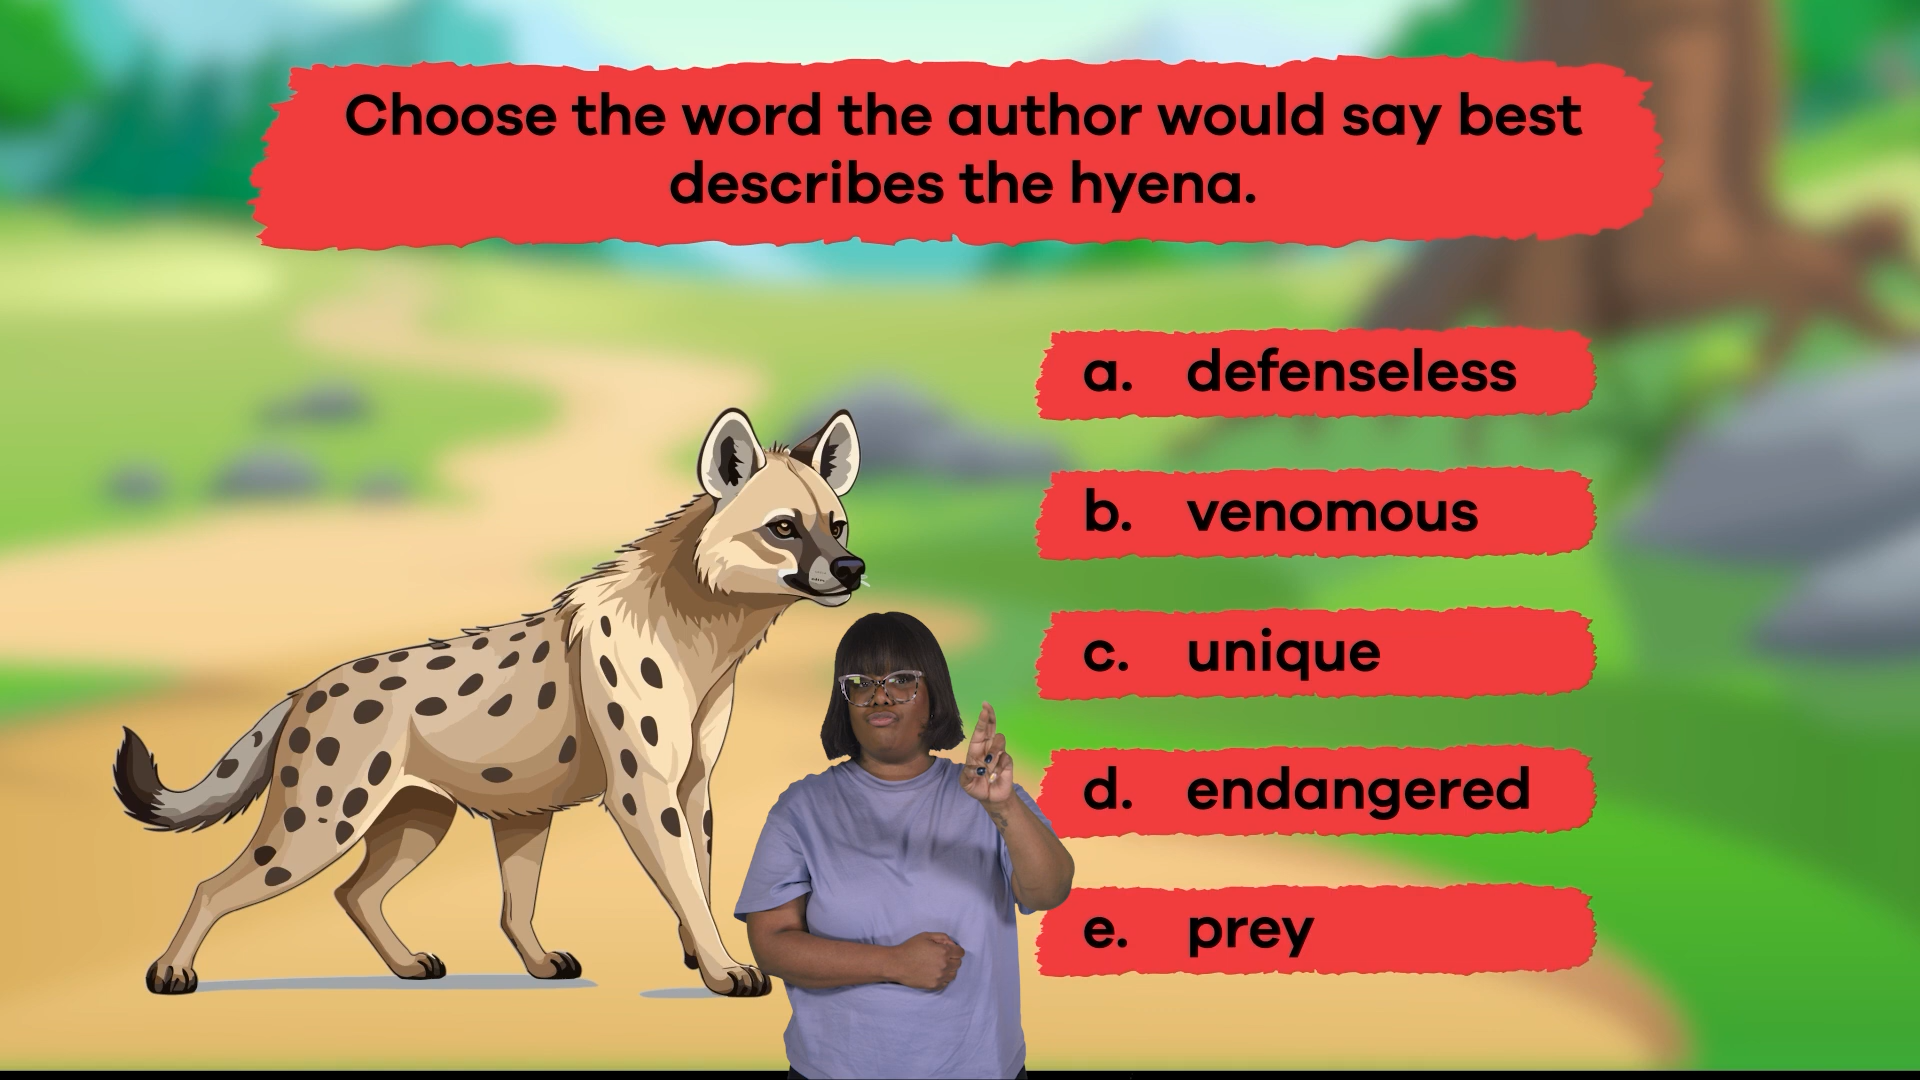 Choose the word the author would say best
describes the hyena.
a. defenseless
b. venomous
c. unique
d. endangered
e. prey